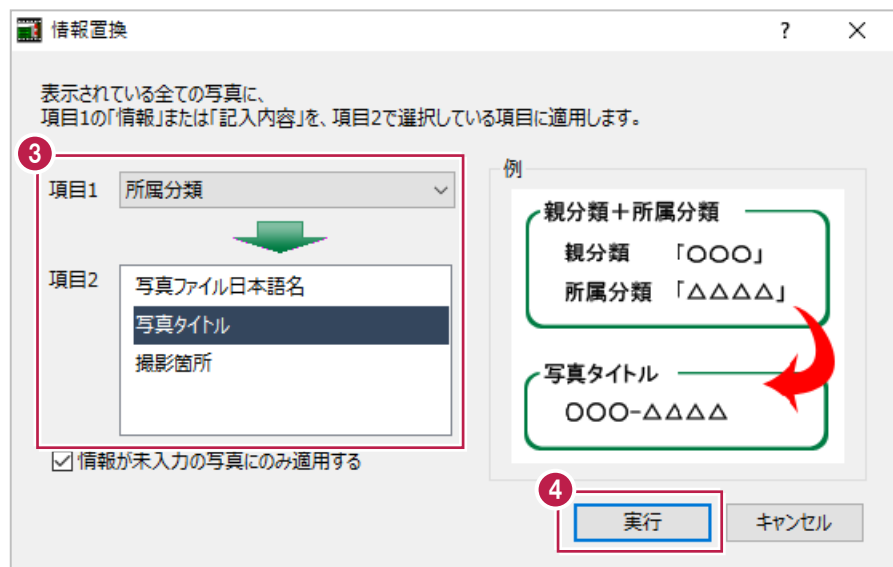 情報置換
?
表示されている全ての写真に、
項目1の「情報」または「記入内容」を、項目2で選択している項目に適用します。
3
項目1
所属分類
項目2
写真ファイル日本語名
写真タイトル
撮影箇所
情報が未入力の写真にのみ適用する
例
親分類+所属分類
親分類 「〇〇〇」
所属分類 「△△△△」
写真タイトル
〇〇〇-△△△△
4
実行
キャンセル